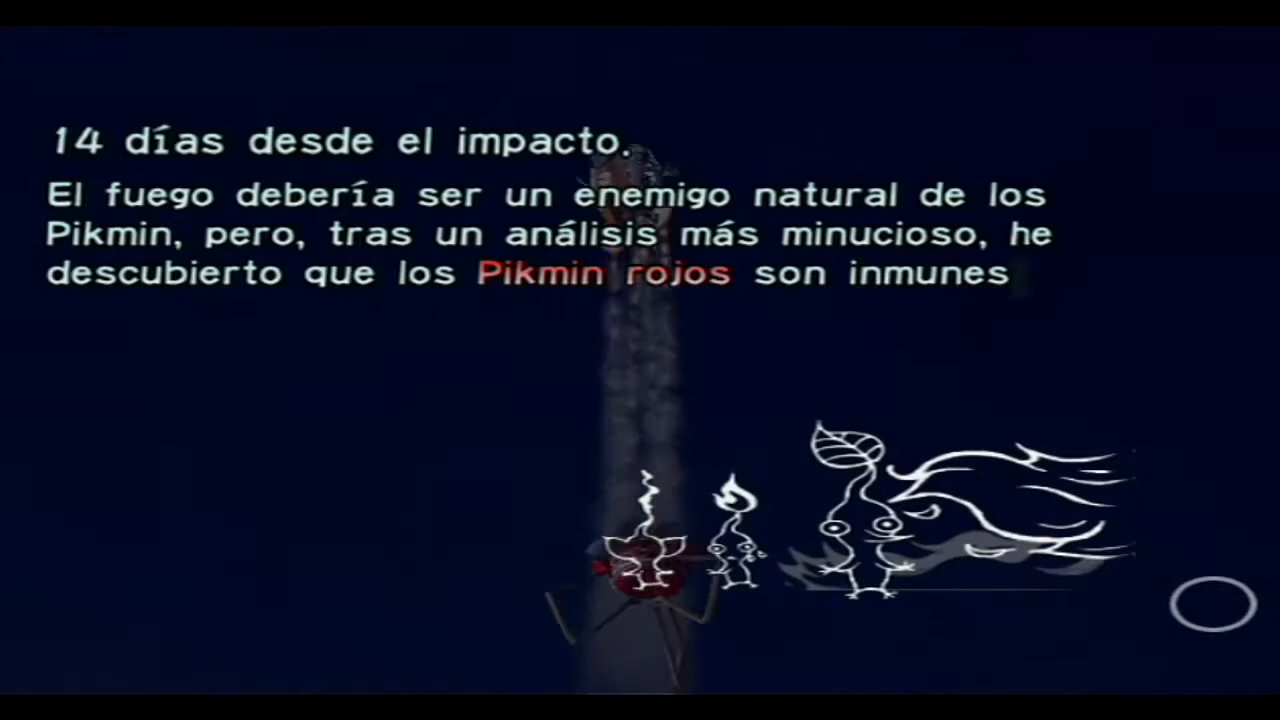 14 días desde el impacto.
El fuego debería ser un enemigo natural de los
Pikmin, pero, tras un análisis más minucioso, he
descubierto que los Pikmin rojos son inmunes